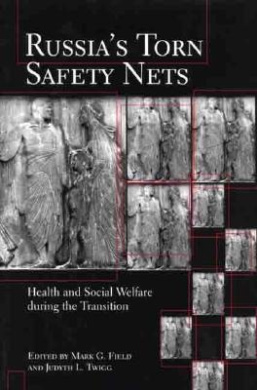 RUSSIA'S TORN
SAFETY NETS
Health and Social Welfare
during the Transition
EDITED BY MARK G. FIELD
AND JUDYTH L. TWIGG